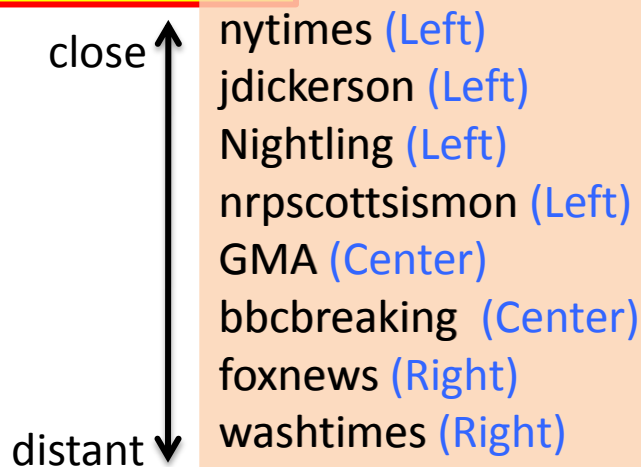 close
nytimes (Left)
jdickerson (Left)
Nightling (Left)
nrpscottsismon (Left)
GMA (Center)
bbcbreaking (Center)
foxnews (Right)
washtimes (Right)
distant